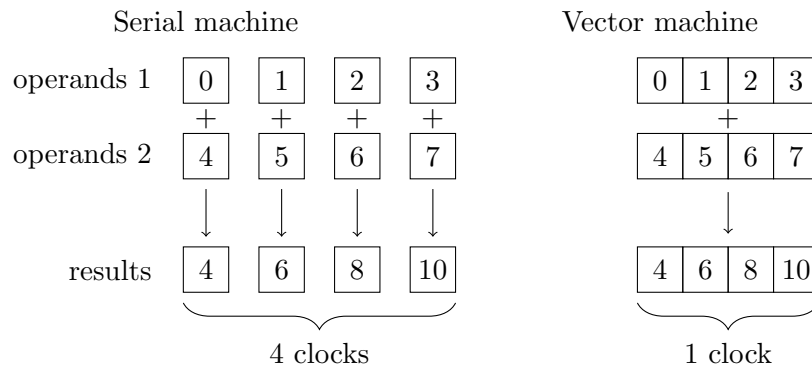 Serial machine Vector machine
operands 1 0 1 2 3 0 1 2 3
+ + + + +
operands 2 4 5 6 7 4 5 6 7
results 4 6 8 10 4 6 8 10
4 clocks 1 clock